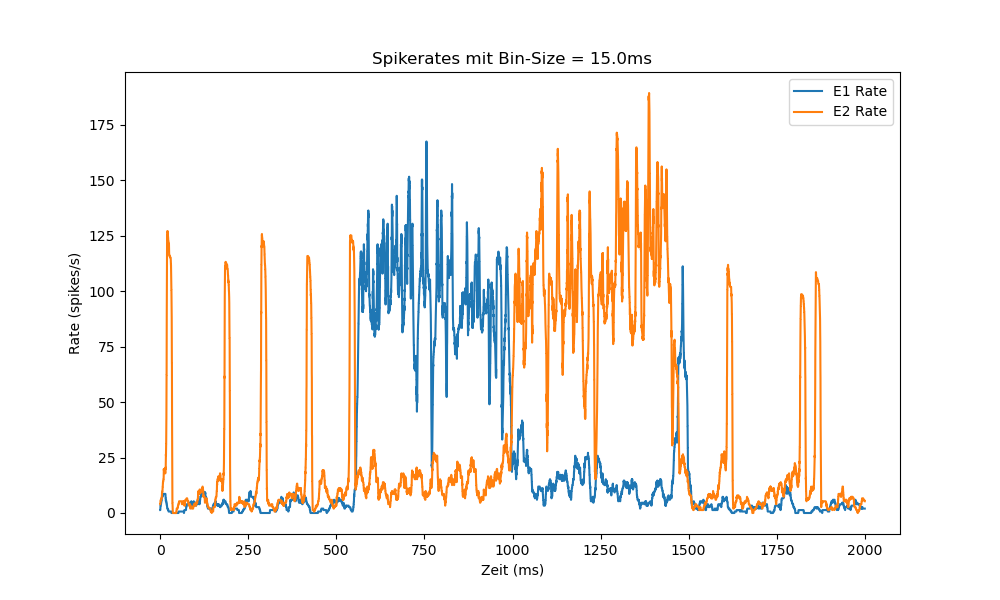 Spikerates mit Bin-Size = 15.0ms
E1 Rate
E2 Rate
175
150
125
100
75
50
25
0
Rate (spikes/s)
0 250 500 750 1000 1250 1500 1750 2000
Zeit (ms)